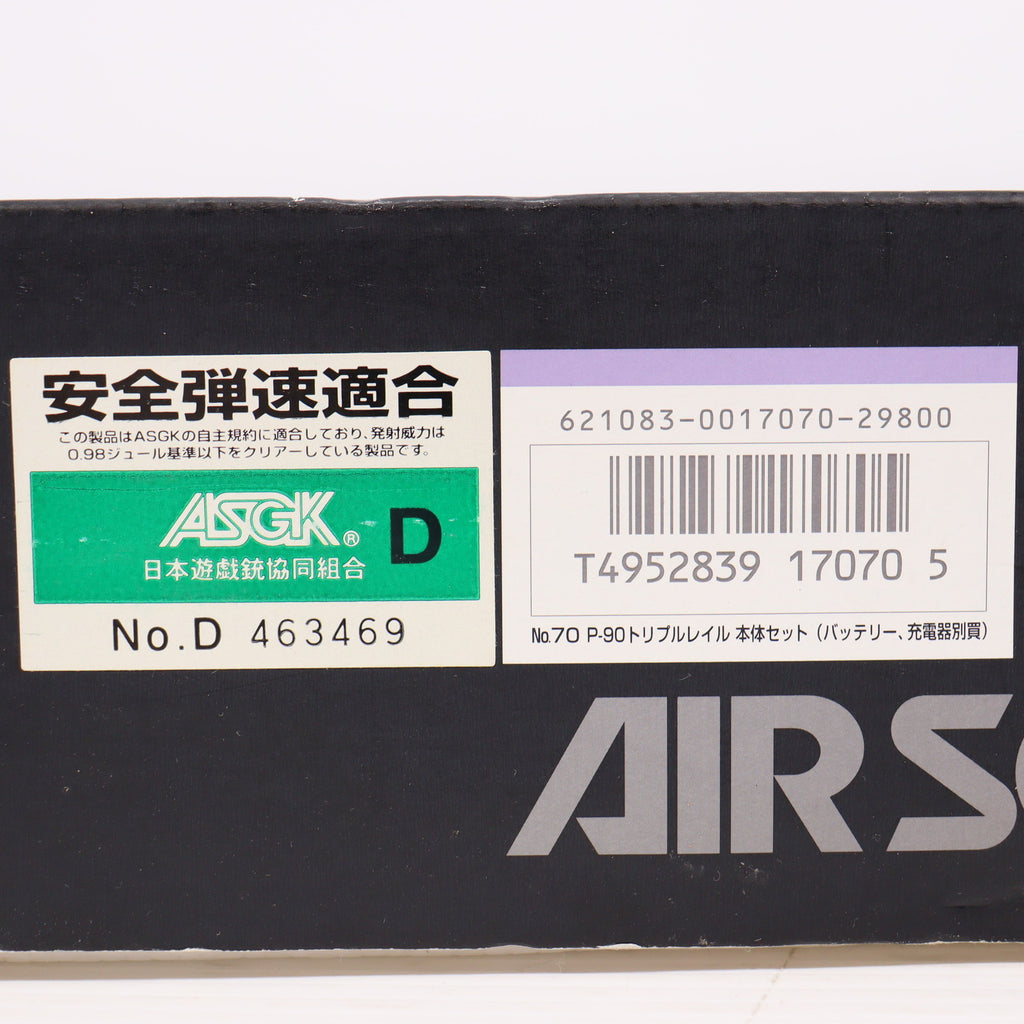 安全弾速適合
この製品はASGKの自主規約に適合しており、発射威力は
0.98ジュール基準以下をクリアーしている製品です。
ASGK® D
日本遊戯銃協同組合
No.D 463469
621083-0017070-29800
T4952839 17070 5
No.70 P-90トリプルレイル 本体セット（バッテリー、充電器別買）
AIR S